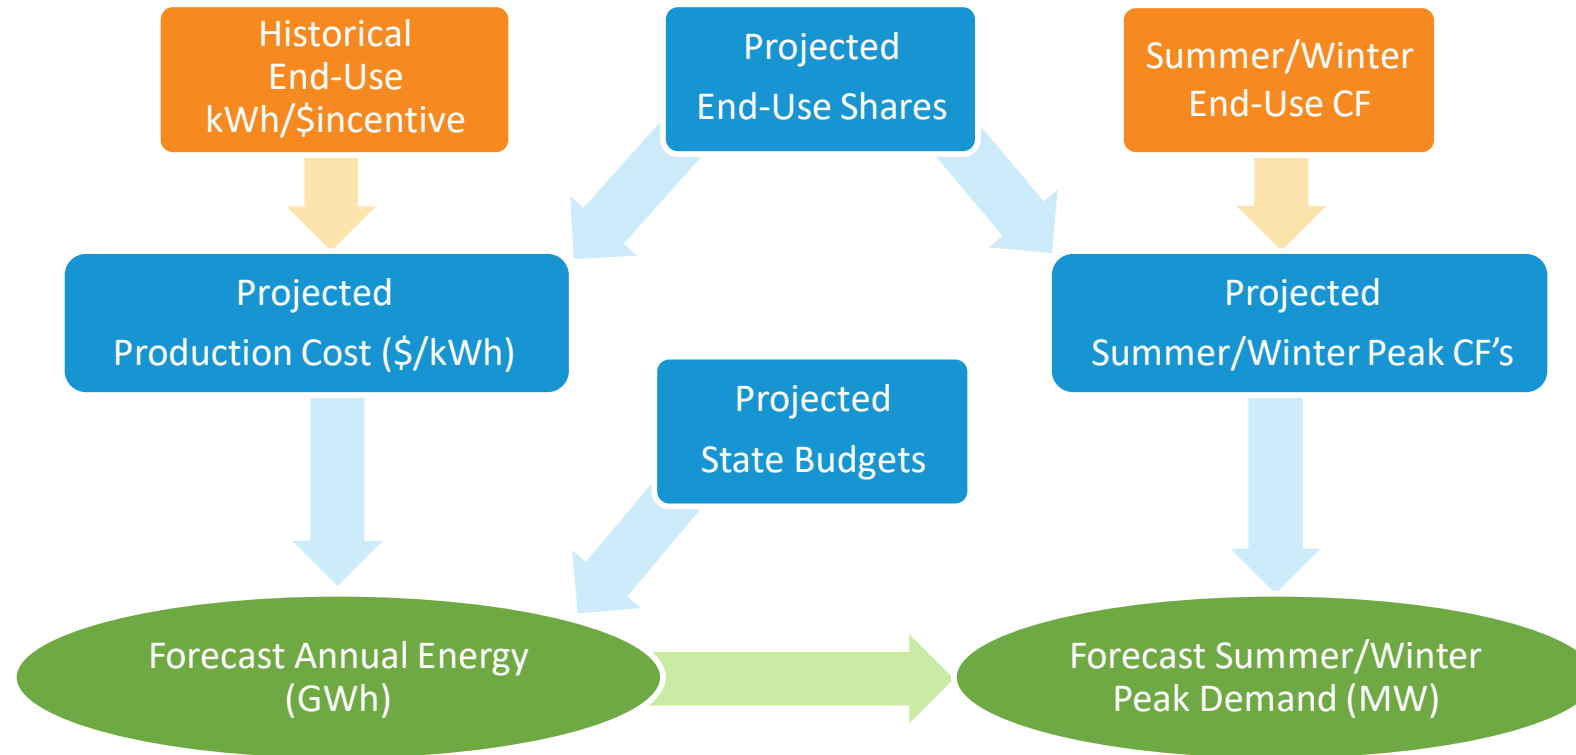 Historical
End-Use
kWh/$incentive
Projected
End-Use Shares
Summer/Winter
End-Use CF
Projected
Production Cost ($/kWh)
Projected
Summer/Winter Peak CF’s
Projected
State Budgets
Forecast Annual Energy
(GWh)
Forecast Summer/Winter
Peak Demand (MW)